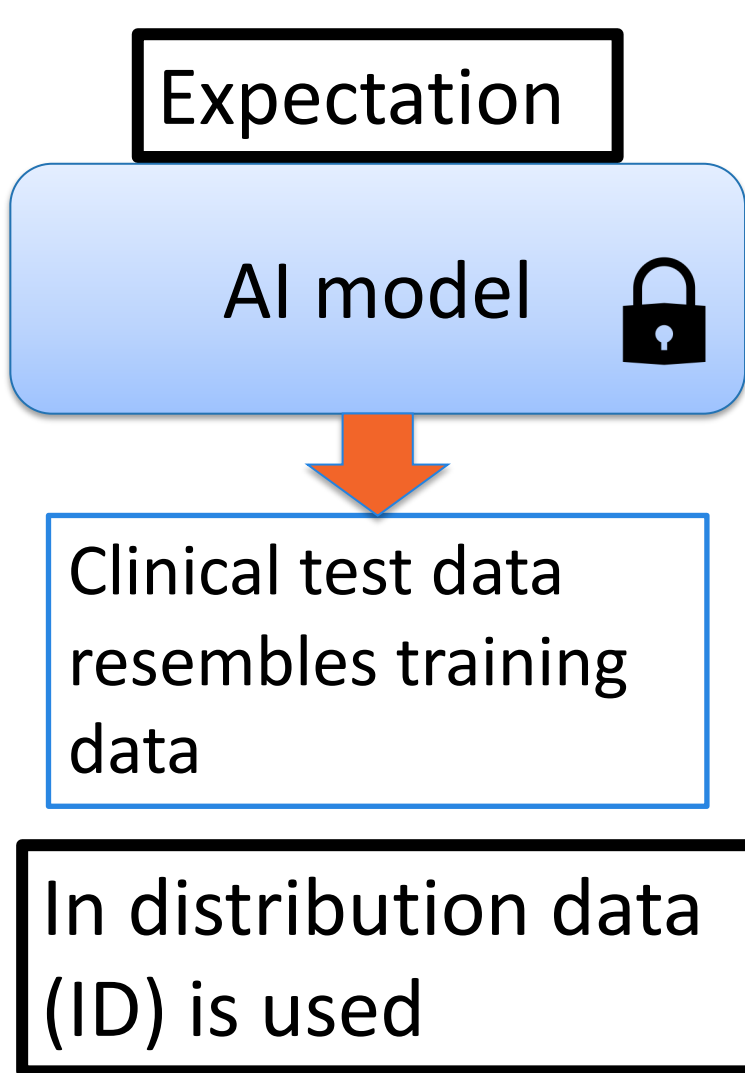 Expectation
AI model
Clinical test data
resembles training
data
In distribution data
(ID) is used